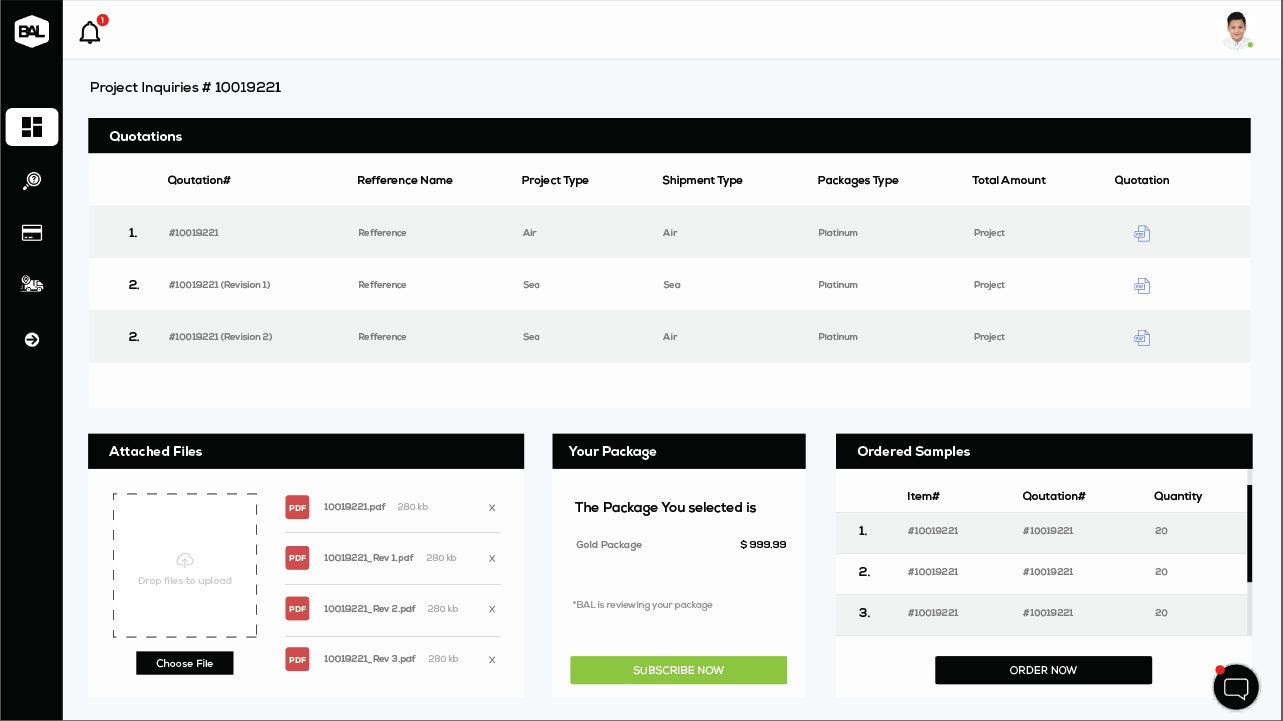 BAL
1
Project Inquiries # 10019221
Quotations
Qoutation# Refference Name Project Type Shipment Type Packages Type Total Amount Quotation
1. #10019221 Refference Air Air Platinum Project PDF
2. #10019221 (Revision 1) Refference Sea Sea Platinum Project PDF
2. #10019221 (Revision 2) Refference Sea Air Platinum Project PDF
Attached Files
Drop files to upload
Choose File
PDF 10019221.pdf 280 kb x
PDF 10019221_Rev 1.pdf 280 kb x
PDF 10019221_Rev 2.pdf 280 kb x
PDF 10019221_Rev 3.pdf 280 kb x
Your Package
The Package You selected is
Gold Package $ 999.99
*BAL is reviewing your package
SUBSCRIBE NOW
Ordered Samples
Item# Qoutation# Quantity
1. #10019221 #10019221 20
2. #10019221 #10019221 20
3. #10019221 #10019221 20
ORDER NOW